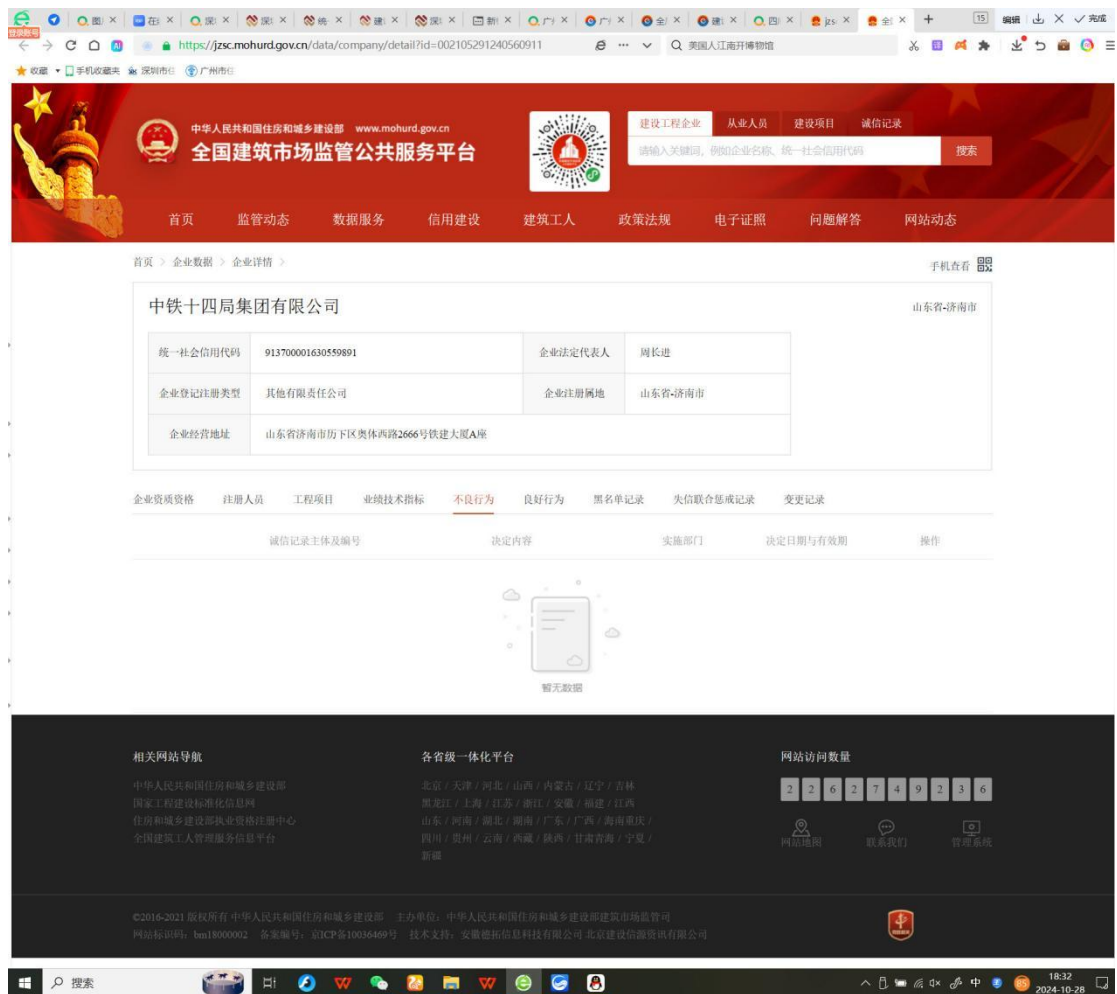 登录账号
15 编辑 完成
https://jzsc.mohurd.gov.cn/data/company/detail?id=002105291240560911
美国人江南开博物馆
收藏 手机收藏夹 深圳市住 广州市住
中华人民共和国住房和城乡建设部 www.mohurd.gov.cn
全国建筑市场监管公共服务平台
建设工程企业 从业人员 建设项目 诚信记录
请输入关键词，例如企业名称、统一社会信用代码 搜索
首页 监管动态 数据服务 信用建设 建筑工人 政策法规 电子证照 问题解答 网站动态
首页 > 企业数据 > 企业详情 >
手机查看
中铁十四局集团有限公司
山东省-济南市
统一社会信用代码 913700001630559891 企业法定代表人 周长进
企业登记注册类型 其他有限责任公司 企业注册属地 山东省-济南市
企业经营地址 山东省济南市历下区奥体西路2666号铁建大厦A座
企业资质资格 注册人员 工程项目 业绩技术指标 不良行为 良好行为 黑名单记录 失信联合惩戒记录 变更记录
诚信记录主体及编号 决定内容 实施部门 决定日期与有效期 操作
暂无数据
相关网站导航
中华人民共和国住房和城乡建设部
国家工程建设标准化信息网
住房和城乡建设部执业资格注册中心
全国建筑工人管理服务信息平台
各省级一体化平台
北京 / 天津 / 河北 / 山西 / 内蒙古 / 辽宁 / 吉林
黑龙江 / 上海 / 江苏 / 浙江 / 安徽 / 福建 / 江西
山东 / 河南 / 湖北 / 湖南 / 广东 / 广西 / 海南重庆 /
四川 / 贵州 / 云南 / 西藏 / 陕西 / 甘肃青海 / 宁夏 /
新疆
网站访问数量
2 2 6 2 7 4 9 2 3 6
网站地图 联系我们 管理系统
©2016-2021 版权所有 中华人民共和国住房和城乡建设部 主办单位：中华人民共和国住房和城乡建设部建筑市场监管司
网站标识码：bm18000002 备案编号：京ICP备10036469号 技术支持：安徽德拓信息科技有限公司 北京建设信源资讯有限公司
搜索
中
18:32
2024-10-28